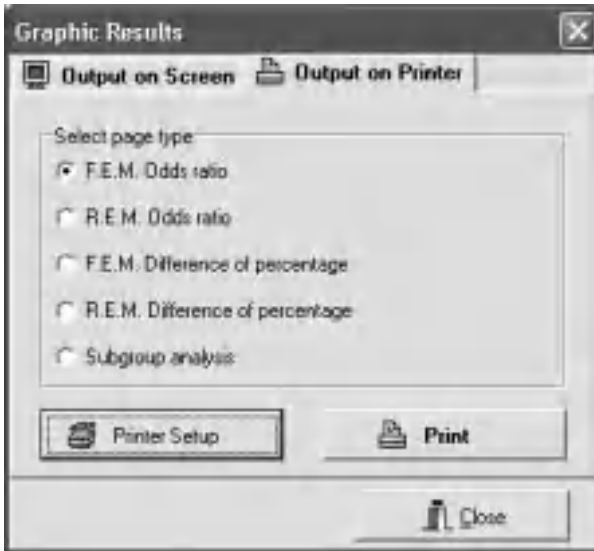 Graphic Results
Output on Screen Output on Printer
Select page type
F.E.M. Odds ratio
R.E.M. Odds ratio
F.E.M. Difference of percentage
R.E.M. Difference of percentage
Subgroup analysis
Printer Setup Print
Close